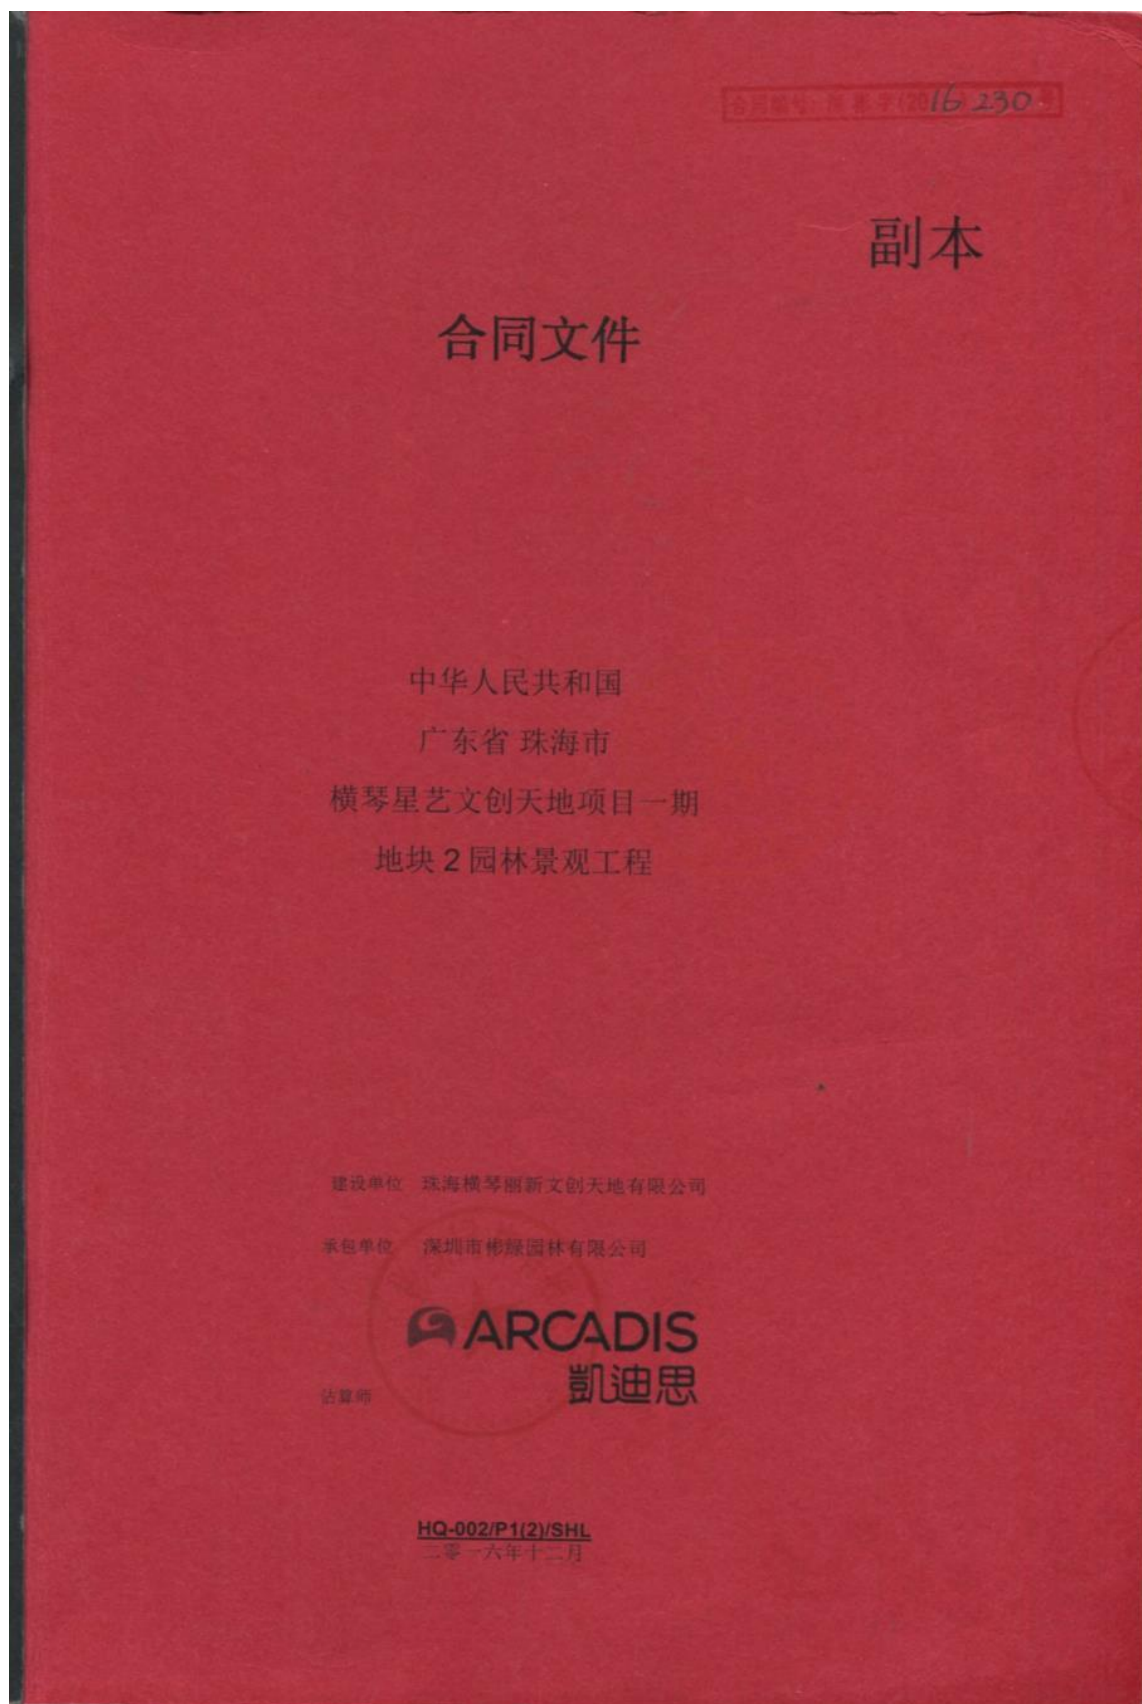 合同编号: 字(2016)230号
副本
合同文件
中华人民共和国
广东省 珠海市
横琴星艺文创天地项目一期
地块 2 园林景观工程
建设单位 珠海横琴丽新文创天地有限公司
承包单位 深圳市彬绿园林有限公司
ARCADIS
凱迪思
估算师
HQ-002/P1(2)/SHL
二零一六年十二月